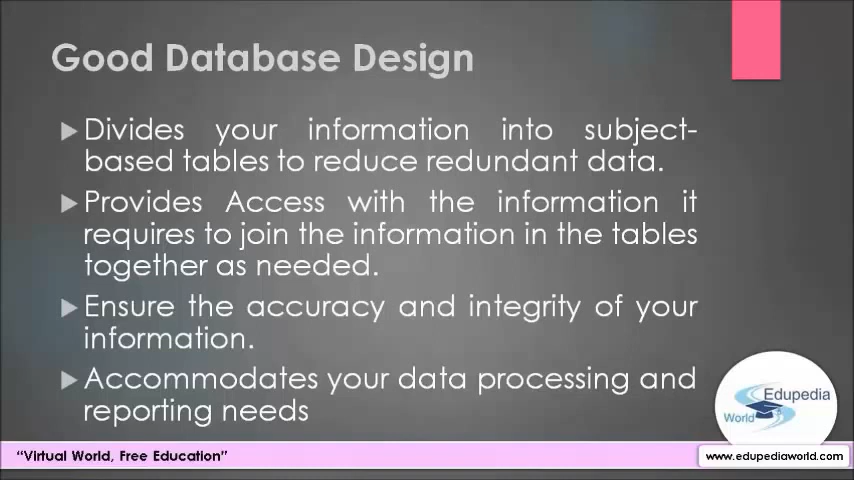 Good Database Design
Divides your information into subject-
based tables to reduce redundant data.
Provides Access with the information it
requires to join the information in the tables
together as needed.
Ensure the accuracy and integrity of your
information.
Accommodates your data processing and
reporting needs
Edupedia
World
“Virtual World, Free Education”
www.edupediaworld.com